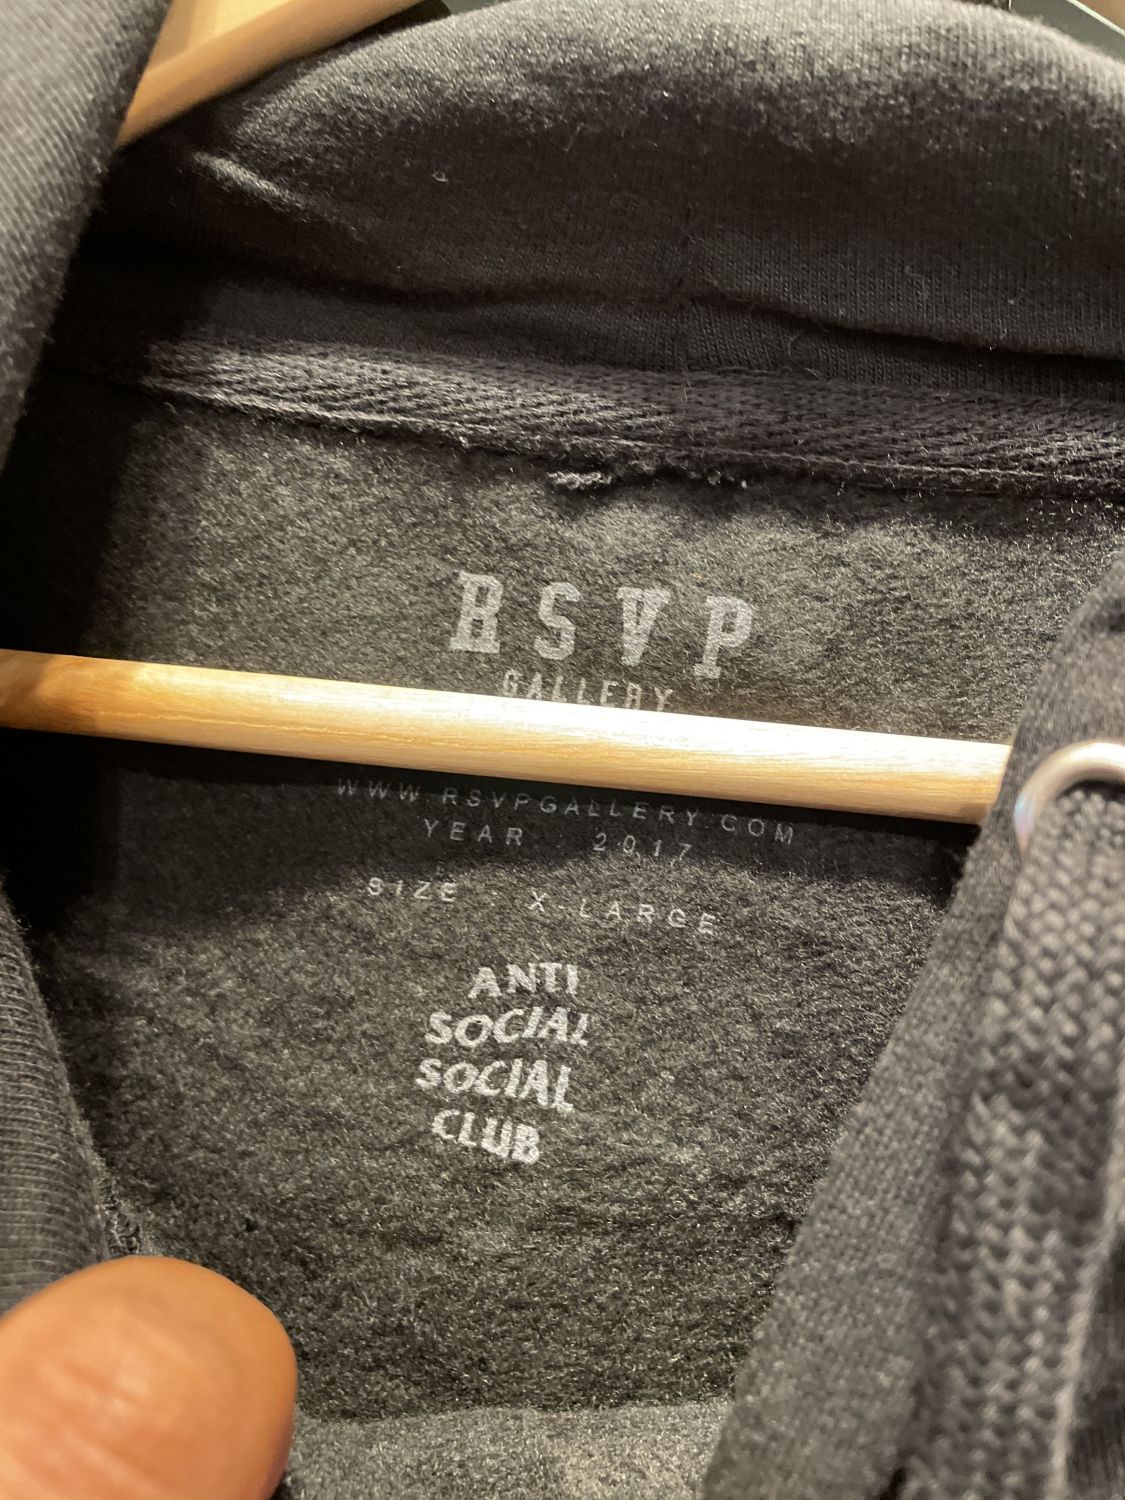 RSVP
GALLERY
WWW.RSVPGALLERY.COM
YEAR 2017
SIZE X-LARGE
ANTI
SOCIAL
SOCIAL
CLUB